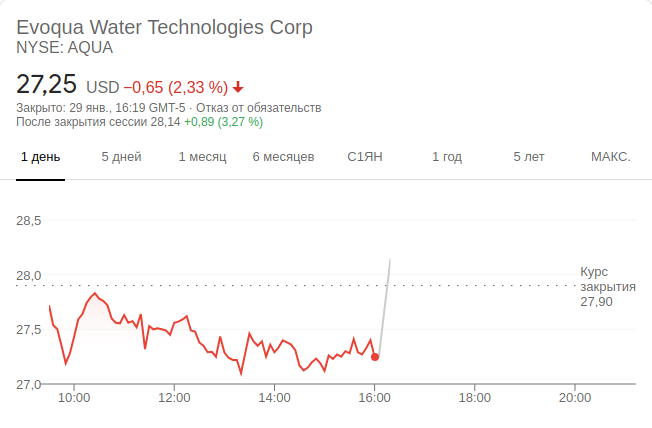 Evoqua Water Technologies Corp
NYSE: AQUA
27,25 USD −0,65 (2,33 %)
Закрыто: 29 янв., 16:19 GMT-5 · Отказ от обязательств
После закрытия сессии 28,14 +0,89 (3,27 %)
1 день 5 дней 1 месяц 6 месяцев С1ЯН 1 год 5 лет МАКС.
28,5
28,0
27,5
27,0
Курс
закрытия
27,90
10:00 12:00 14:00 16:00 18:00 20:00